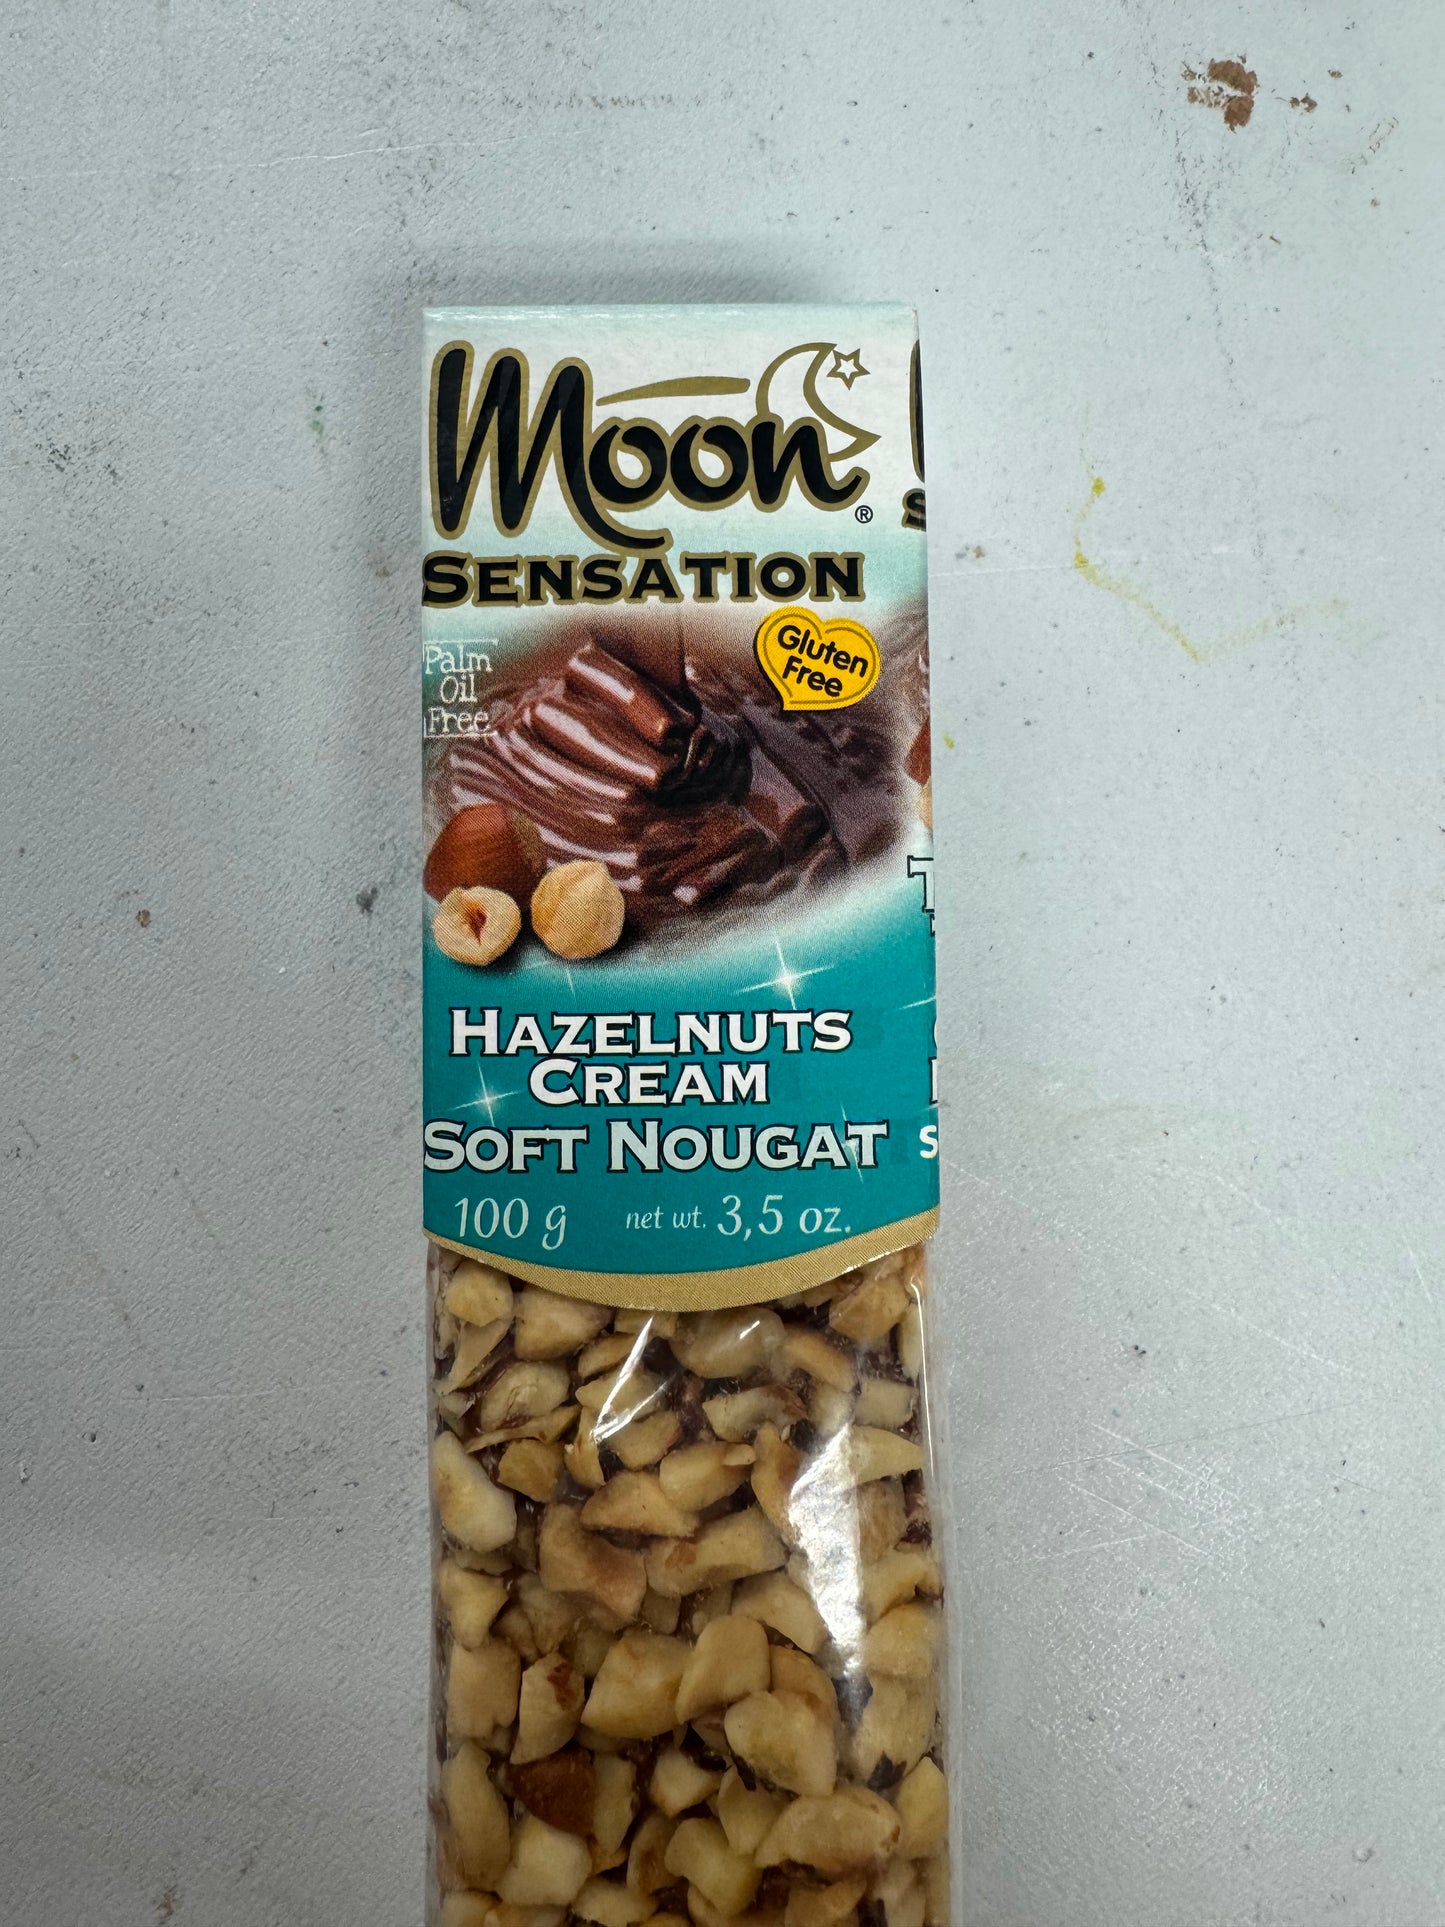 Moon®
SENSATION
Gluten
Free
Palm
Oil
Free
HAZELNUTS
CREAM
SOFT NOUGAT
100 g net wt. 3,5 oz.